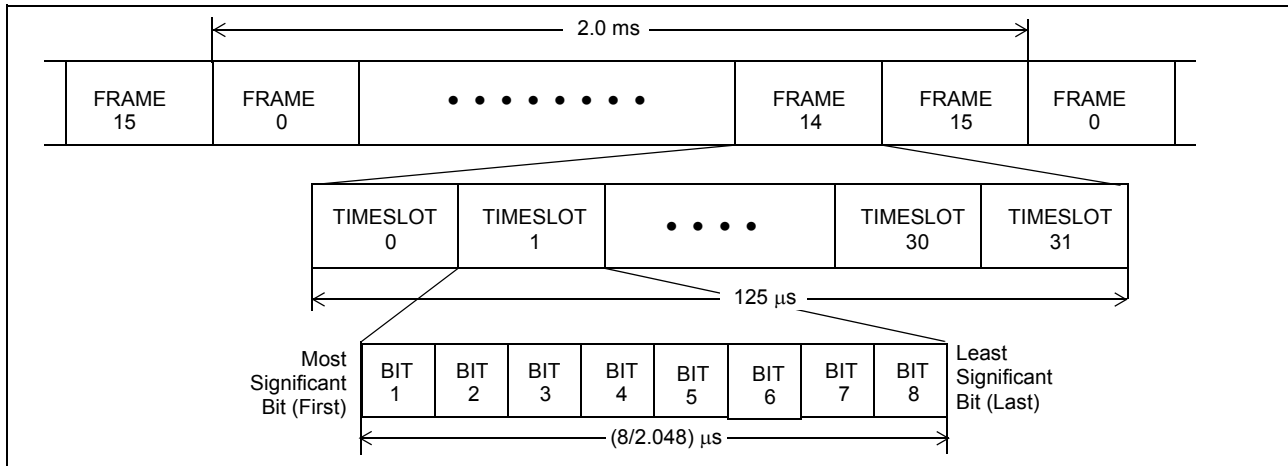 2.0 ms
FRAME
15
FRAME
0
FRAME
14
FRAME
15
FRAME
0
TIMESLOT
0
TIMESLOT
1
TIMESLOT
30
TIMESLOT
31
125 μs
Most
Significant
Bit (First)
BIT
1
BIT
2
BIT
3
BIT
4
BIT
5
BIT
6
BIT
7
BIT
8
Least
Significant
Bit (Last)
(8/2.048) μs